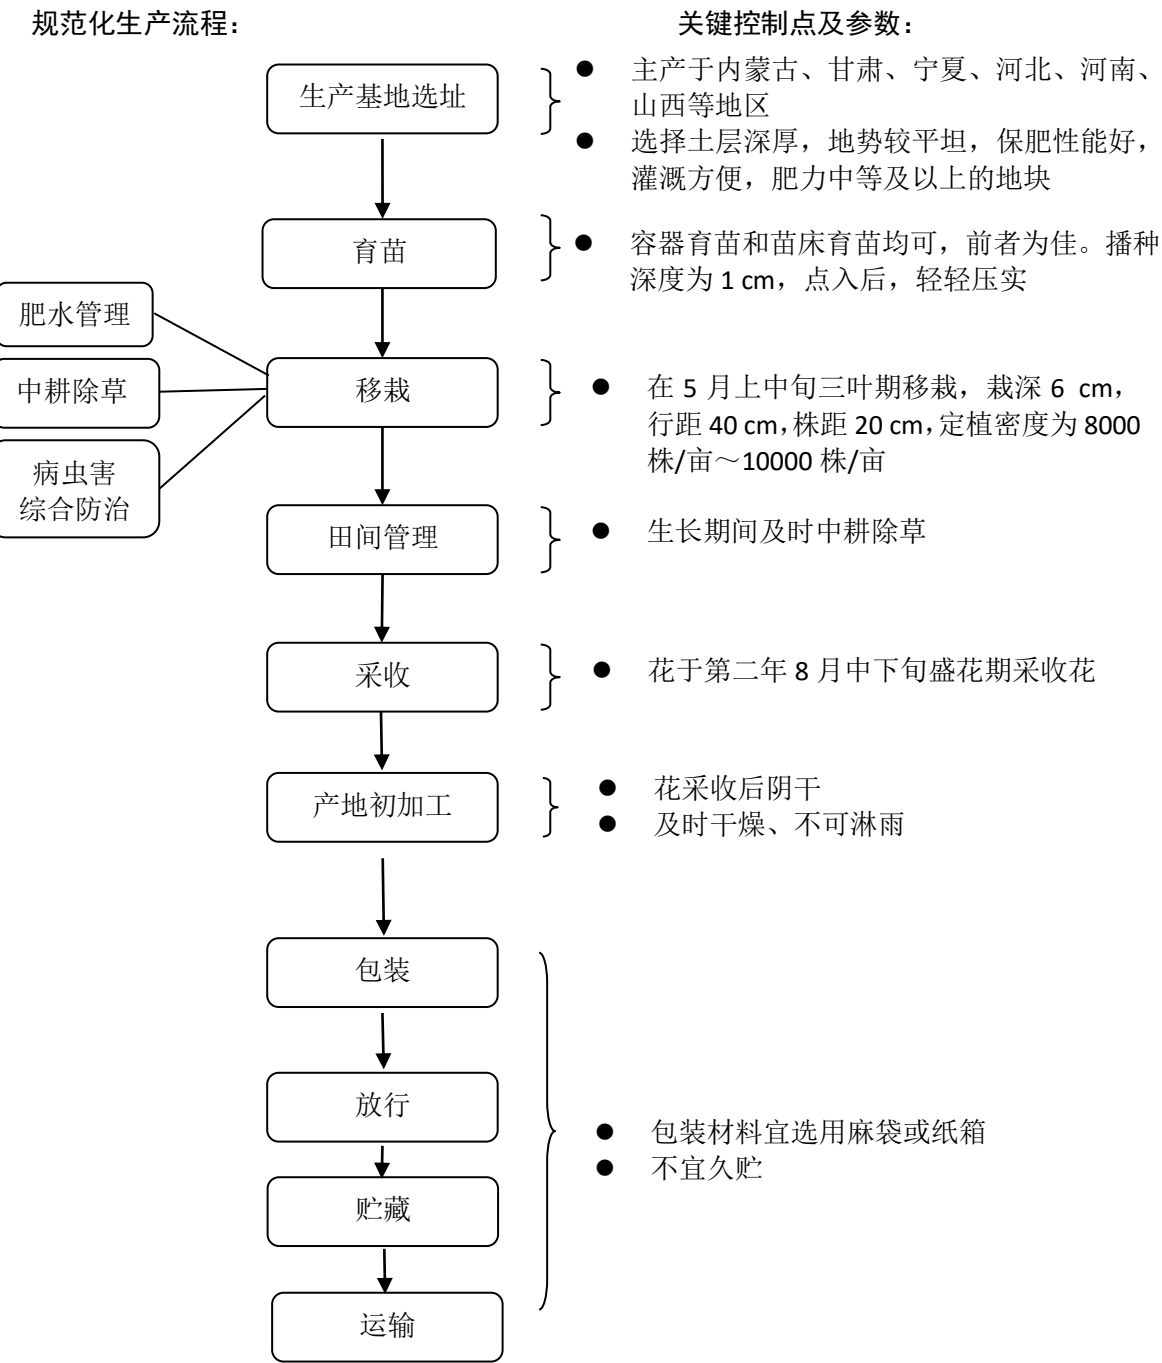 规范化生产流程：
关键控制点及参数：
生产基地选址
● 主产于内蒙古、甘肃、宁夏、河北、河南、
山西等地区
● 选择土层深厚，地势较平坦，保肥性能好，
灌溉方便，肥力中等及以上的地块
育苗
● 容器育苗和苗床育苗均可，前者为佳。播种
深度为 1 cm，点入后，轻轻压实
肥水管理
中耕除草
病虫害
综合防治
移栽
● 在 5 月上中旬三叶期移栽，栽深 6 cm，
行距 40 cm，株距 20 cm，定植密度为 8000
株/亩～10000 株/亩
田间管理
● 生长期间及时中耕除草
采收
● 花于第二年 8 月中下旬盛花期采收花
产地初加工
● 花采收后阴干
● 及时干燥、不可淋雨
包装
放行
● 包装材料宜选用麻袋或纸箱
● 不宜久贮
贮藏
运输